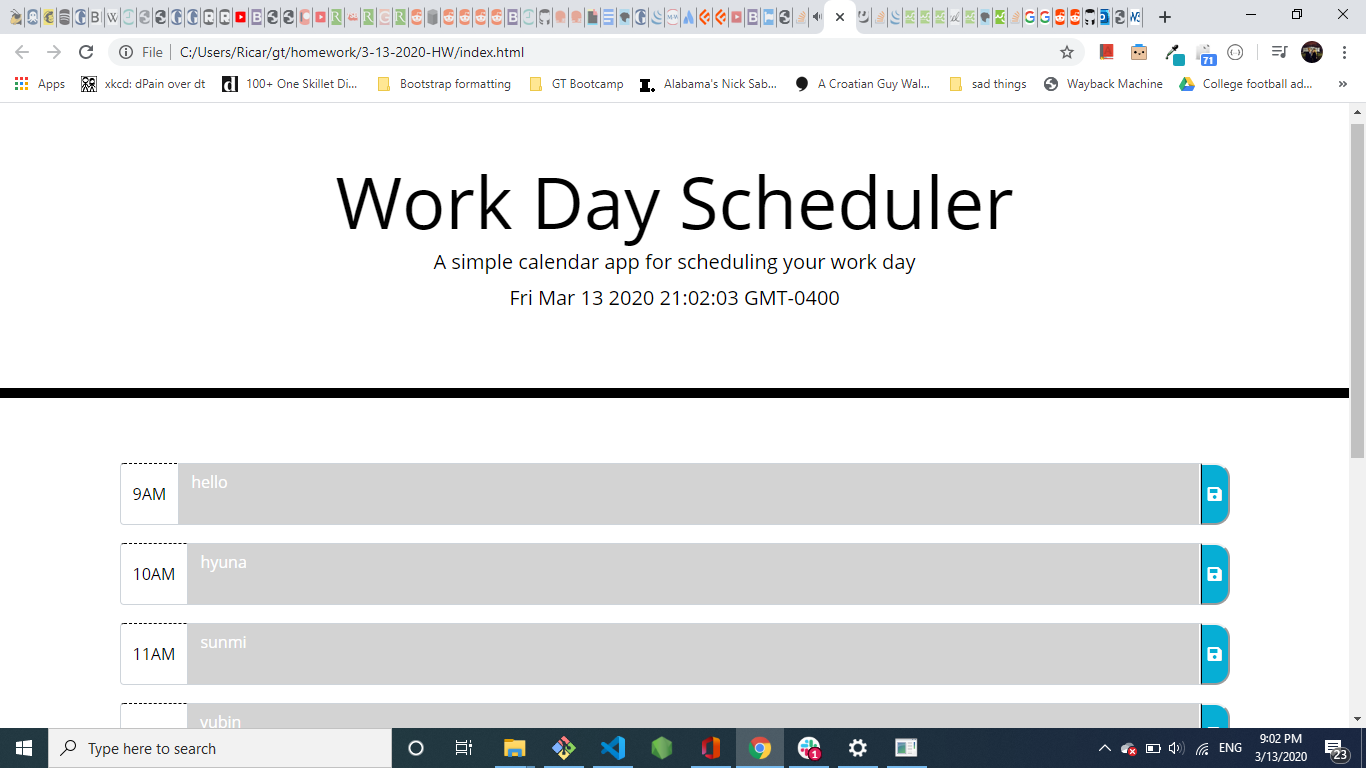 File C:/Users/Ricar/gt/homework/3-13-2020-HW/index.html
71
Apps xkcd: dPain over dt 100+ One Skillet Di... Bootstrap formatting GT Bootcamp Alabama's Nick Sab... A Croatian Guy Wal... sad things Wayback Machine College football ad... »
Work Day Scheduler
A simple calendar app for scheduling your work day
Fri Mar 13 2020 21:02:03 GMT-0400
9AM hello
10AM hyuna
11AM sunmi
yubin
Type here to search
1
ENG
9:02 PM
3/13/2020
23